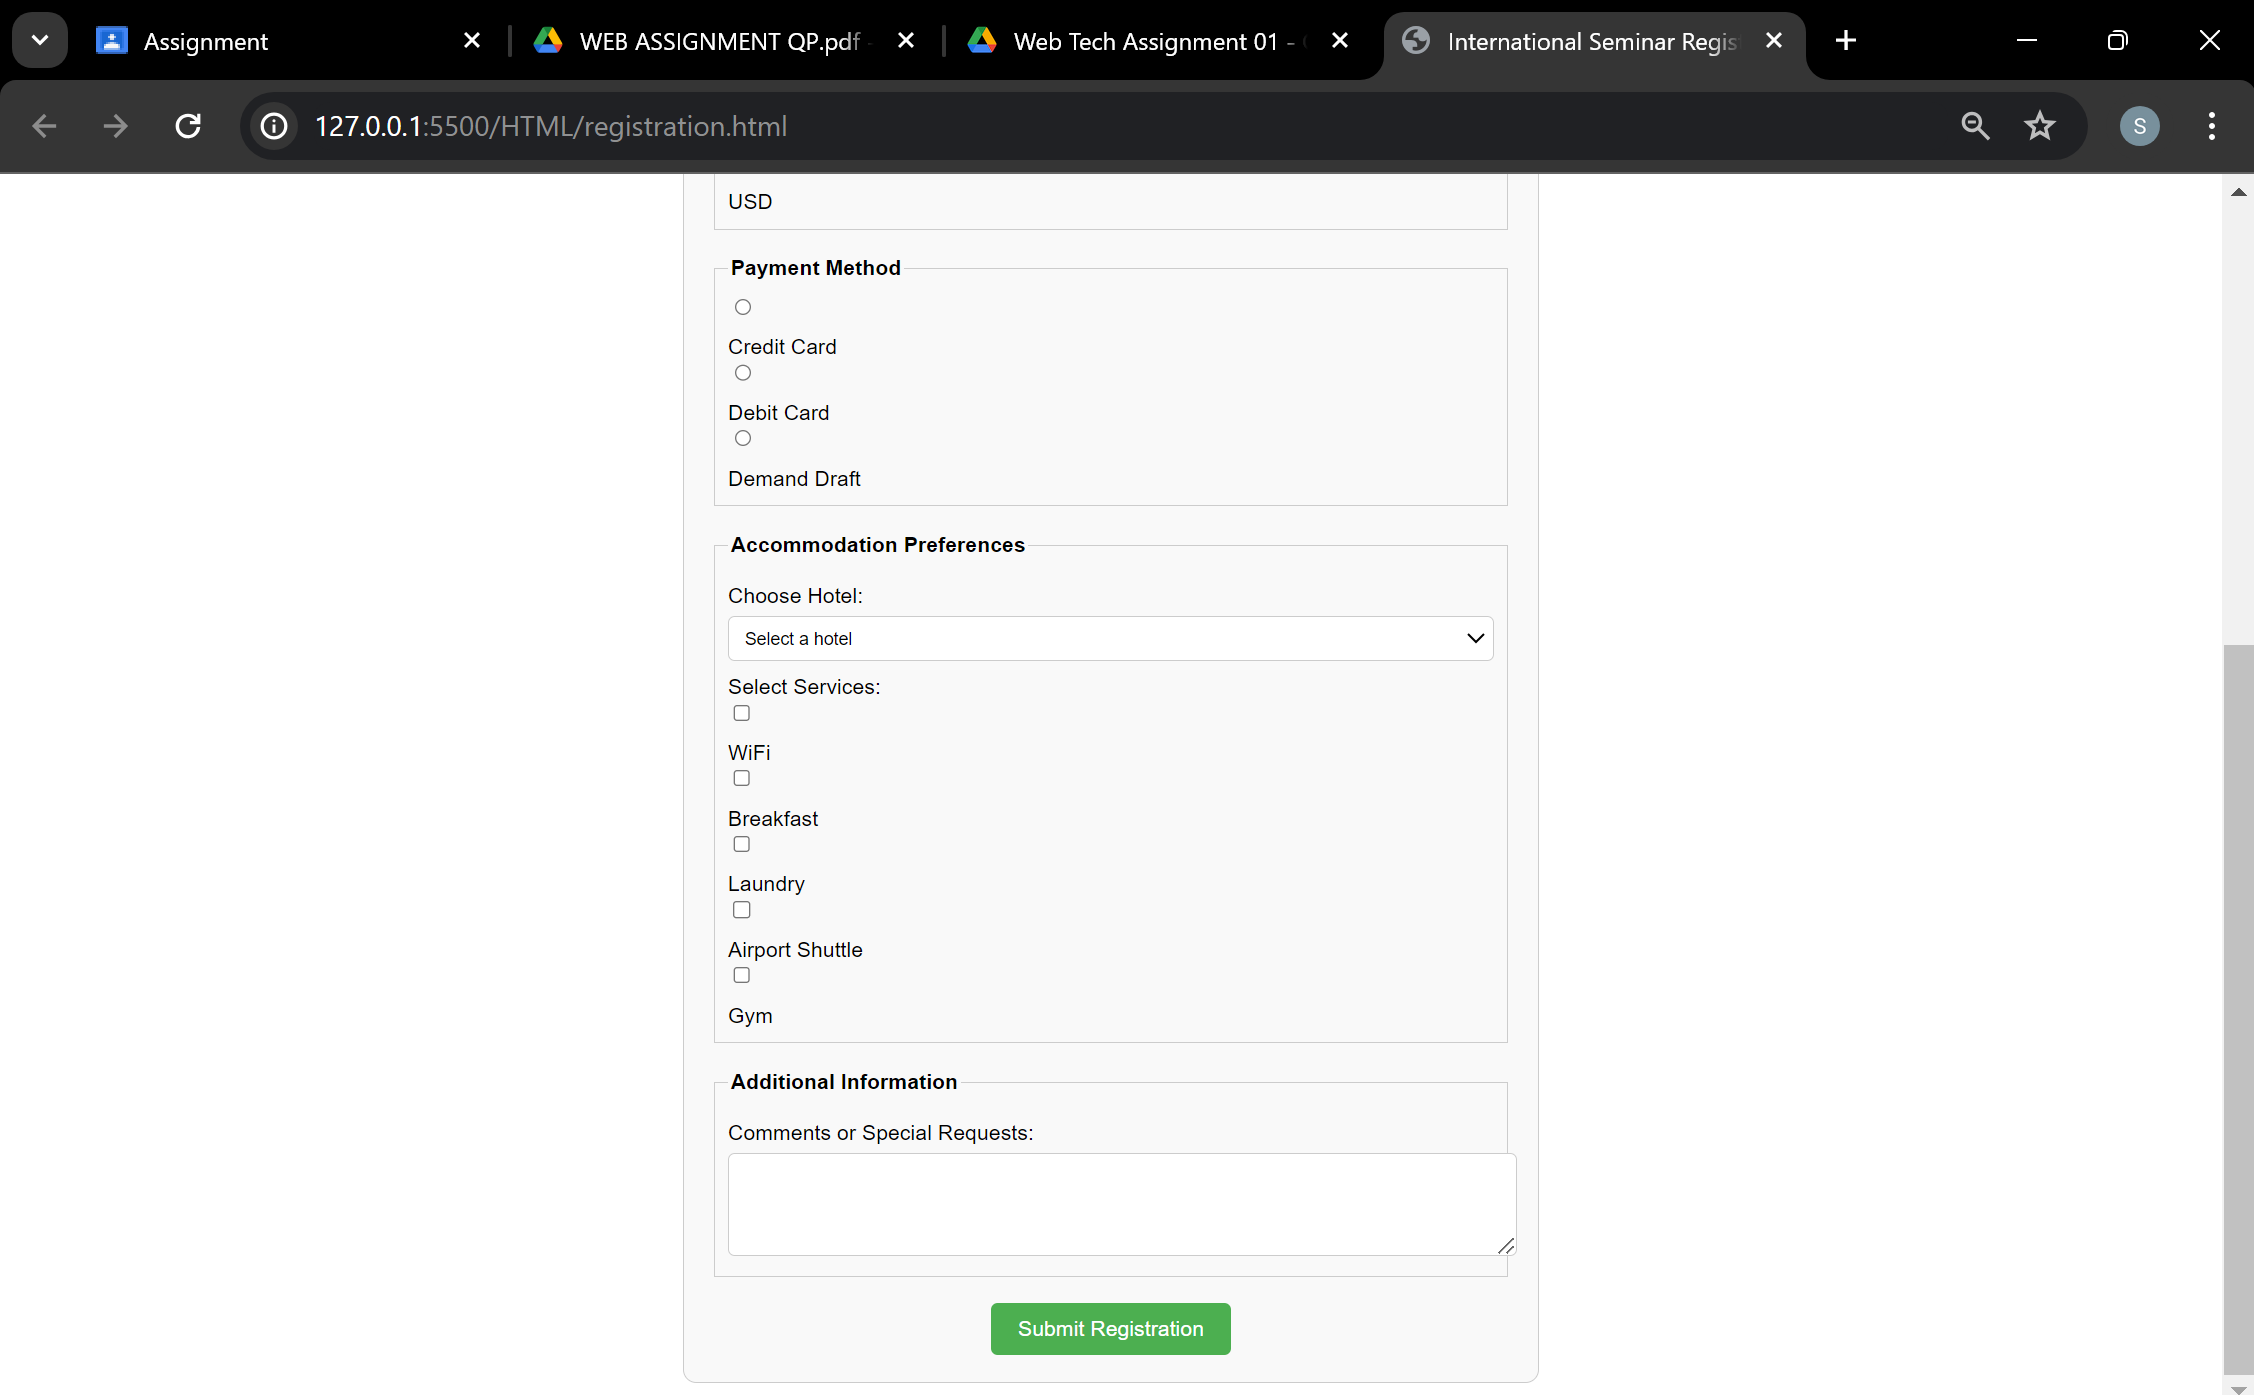 Assignment
WEB ASSIGNMENT QP.pdf -
Web Tech Assignment 01 -
International Seminar Regis
127.0.0.1:5500/HTML/registration.html
S
USD
Payment Method
Credit Card
Debit Card
Demand Draft
Accommodation Preferences
Choose Hotel:
Select a hotel
Select Services:
WiFi
Breakfast
Laundry
Airport Shuttle
Gym
Additional Information
Comments or Special Requests:
Submit Registration